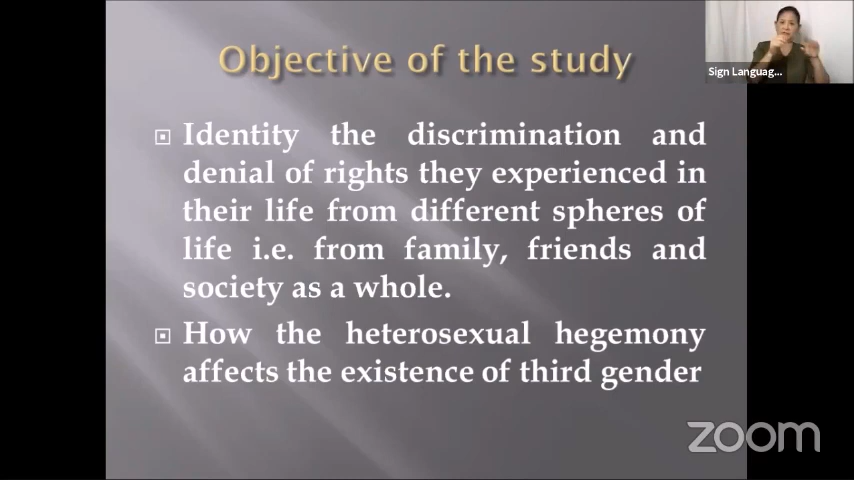 Objective of the study
Sign Languag...
Identity the discrimination and
denial of rights they experienced in
their life from different spheres of
life i.e. from family, friends and
society as a whole.
How the heterosexual hegemony
affects the existence of third gender
zoom